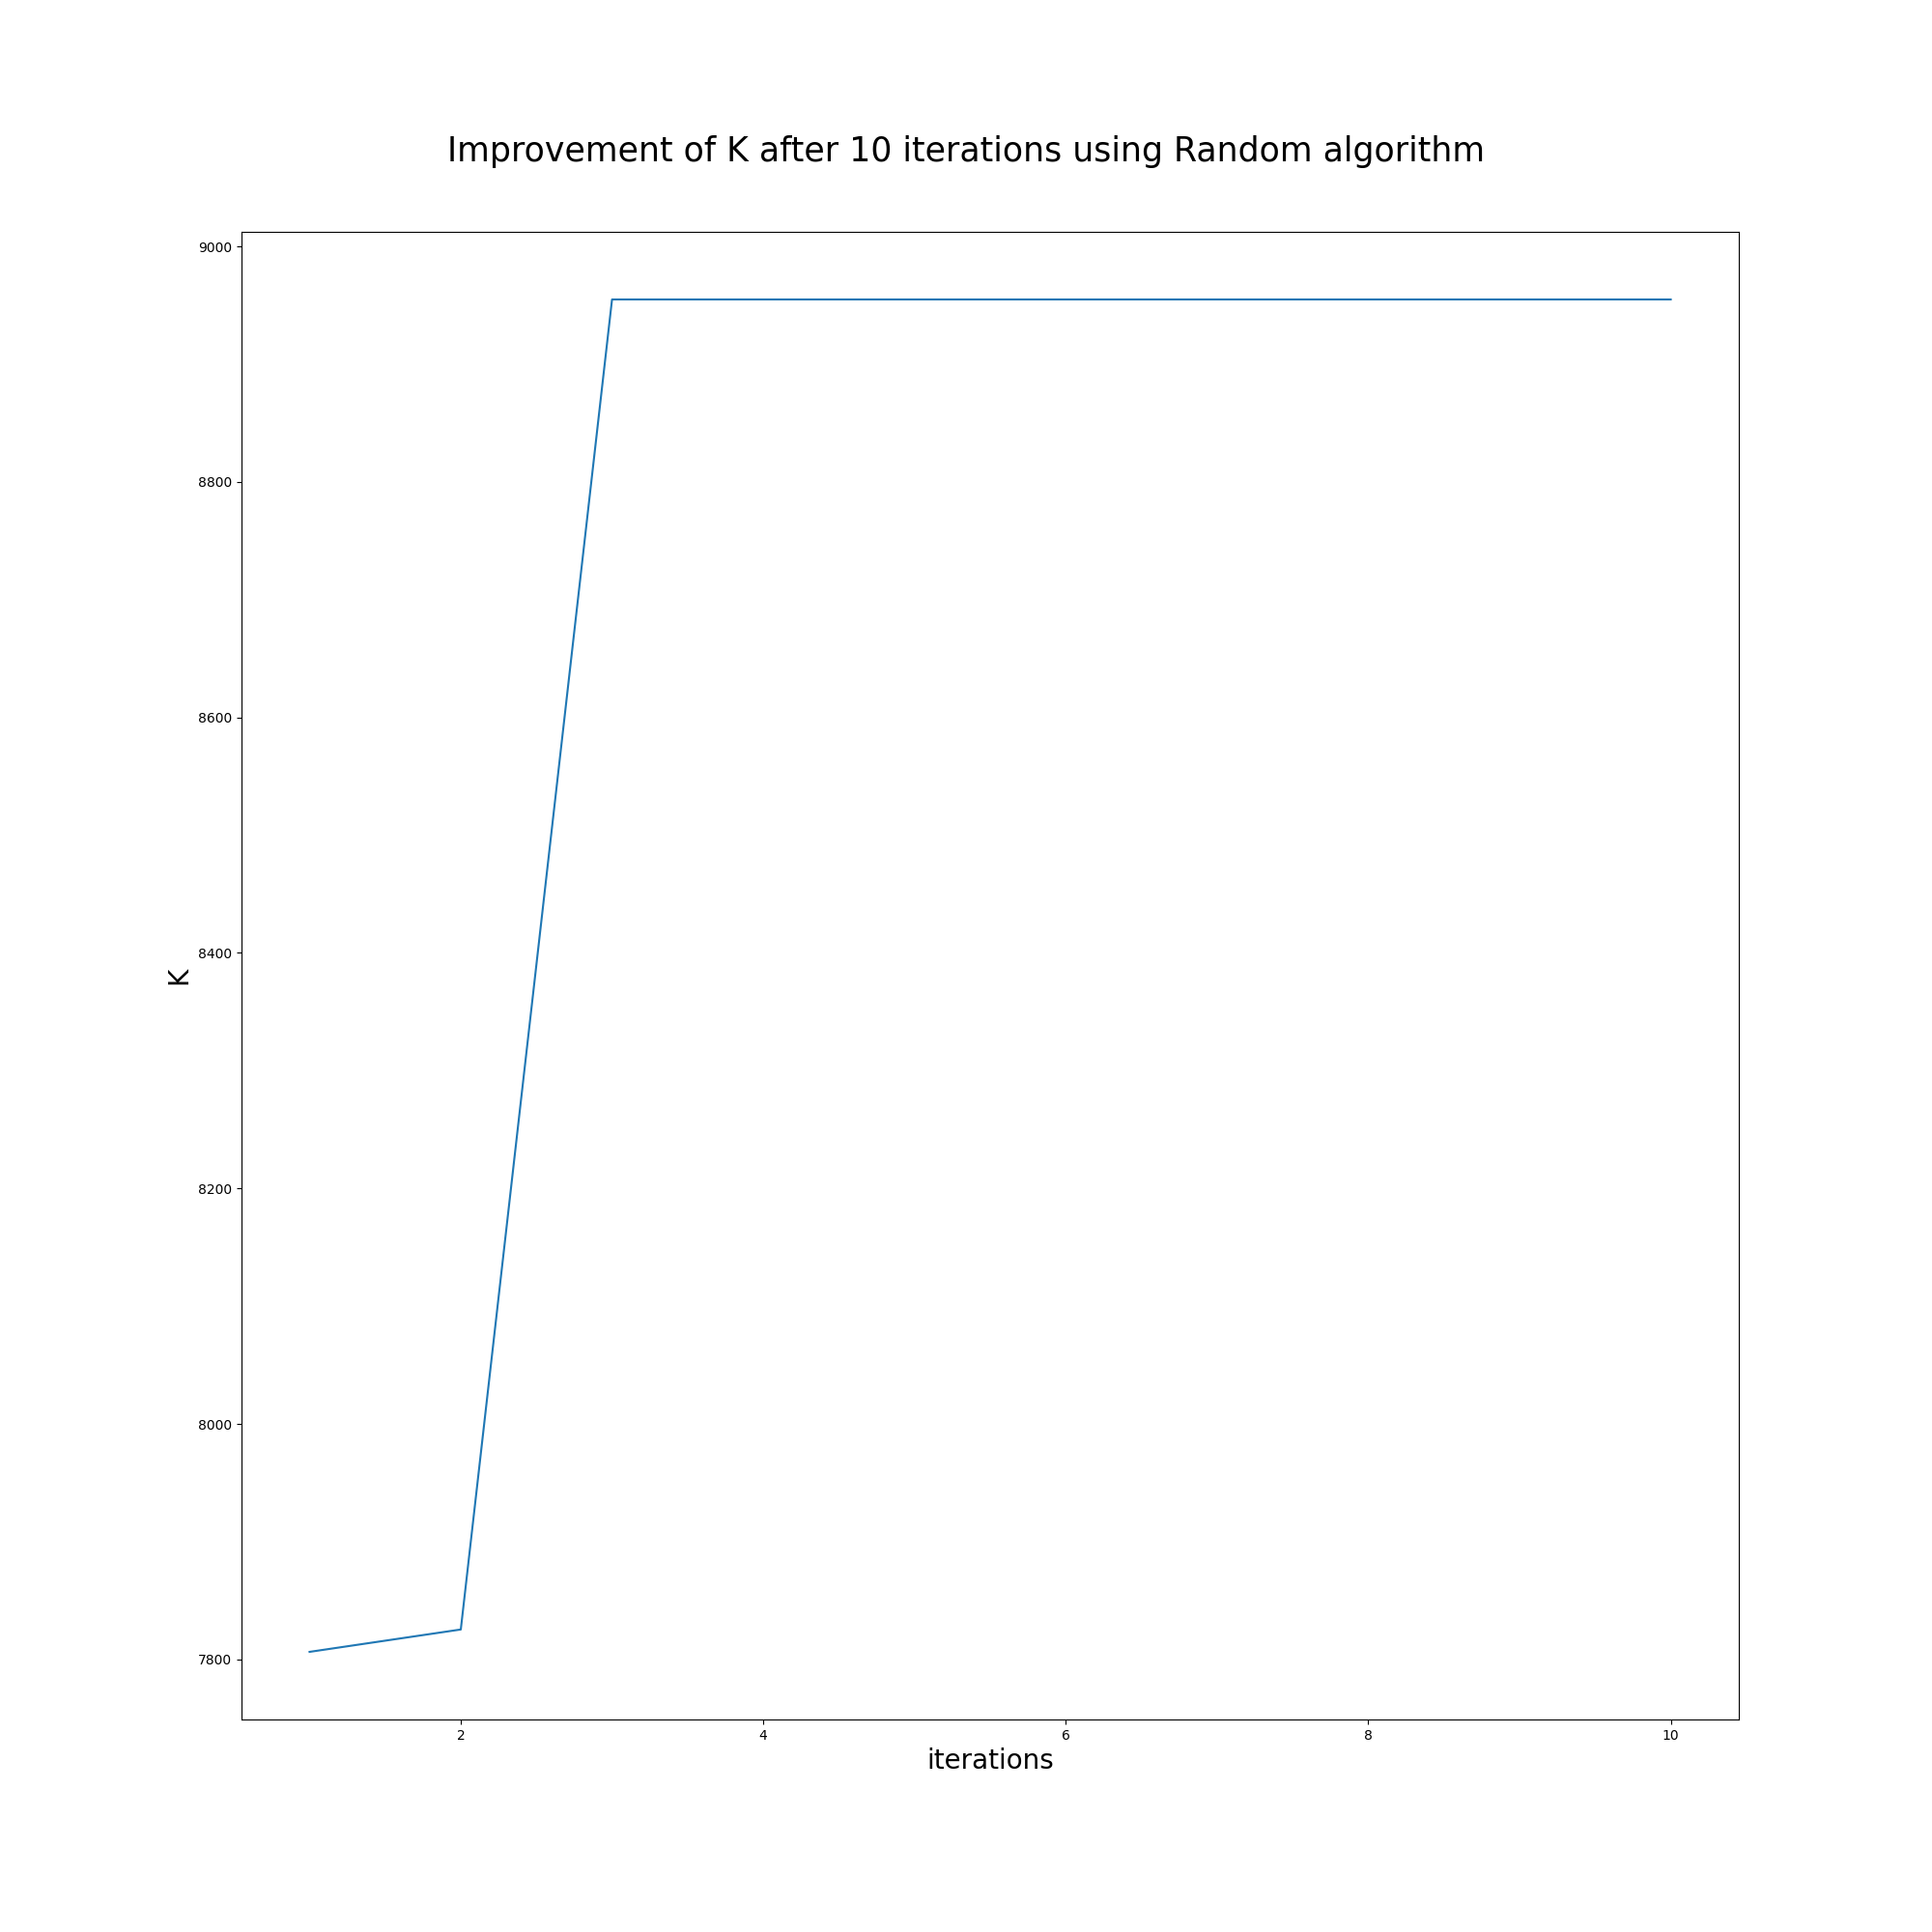 Improvement of K after 10 iterations using Random algorithm
9000
8800
8600
8400
K
8200
8000
7800
2 4 6 8 10
iterations